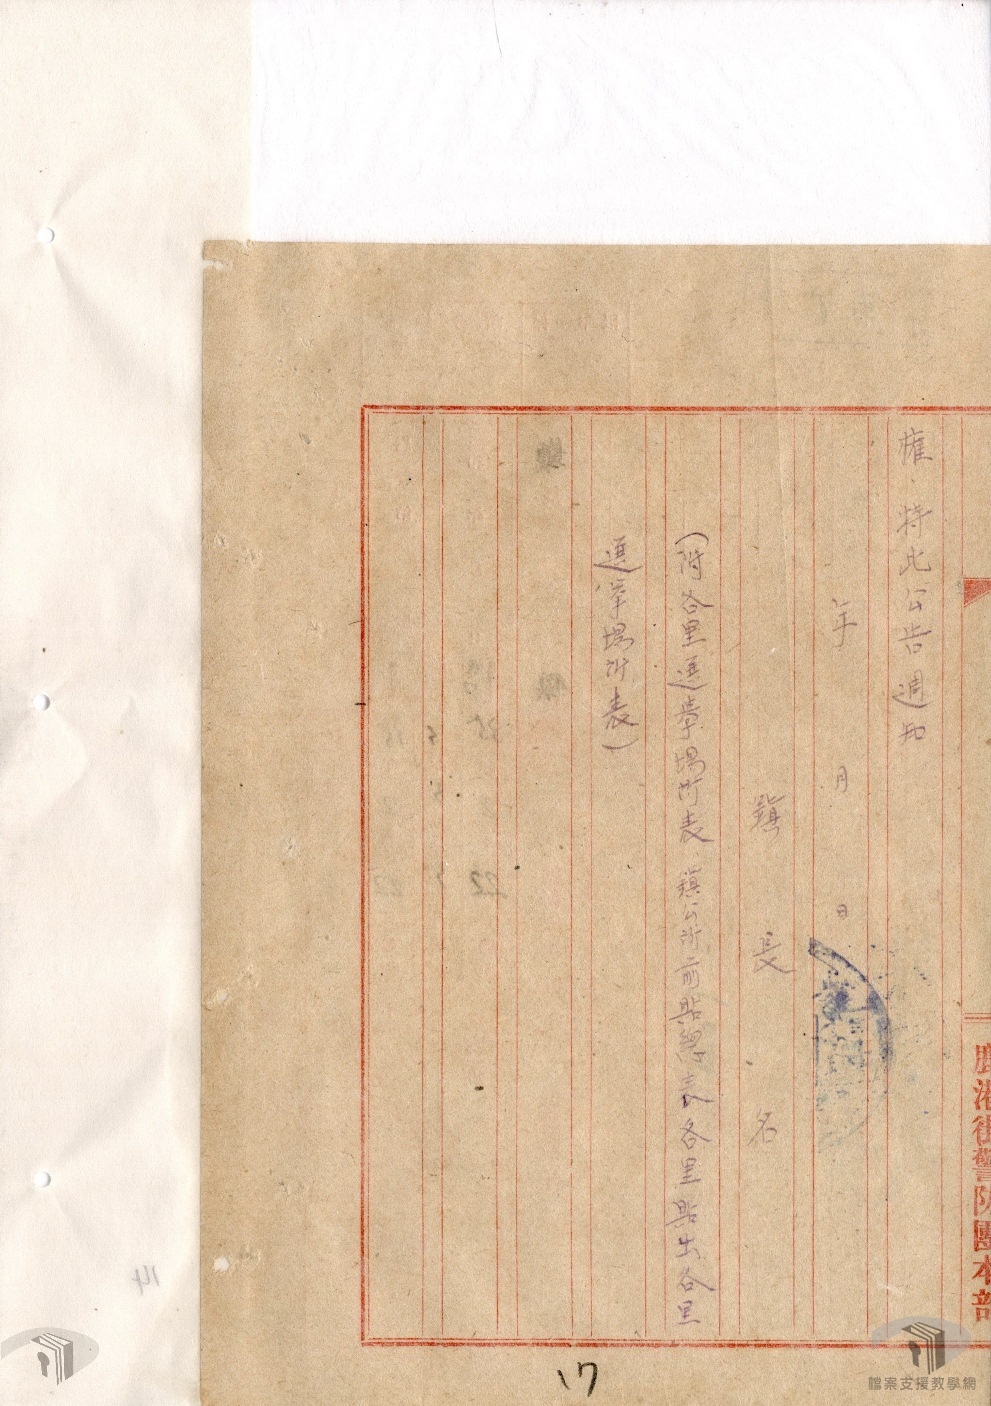 鹿港街警防團本部
權、特此公告週知
年 月 日
鎮 長 名
(附各里選舉場所表、鎮公所前貼總表各里貼出各里
選舉場所表)
17
14
檔案支援教學網